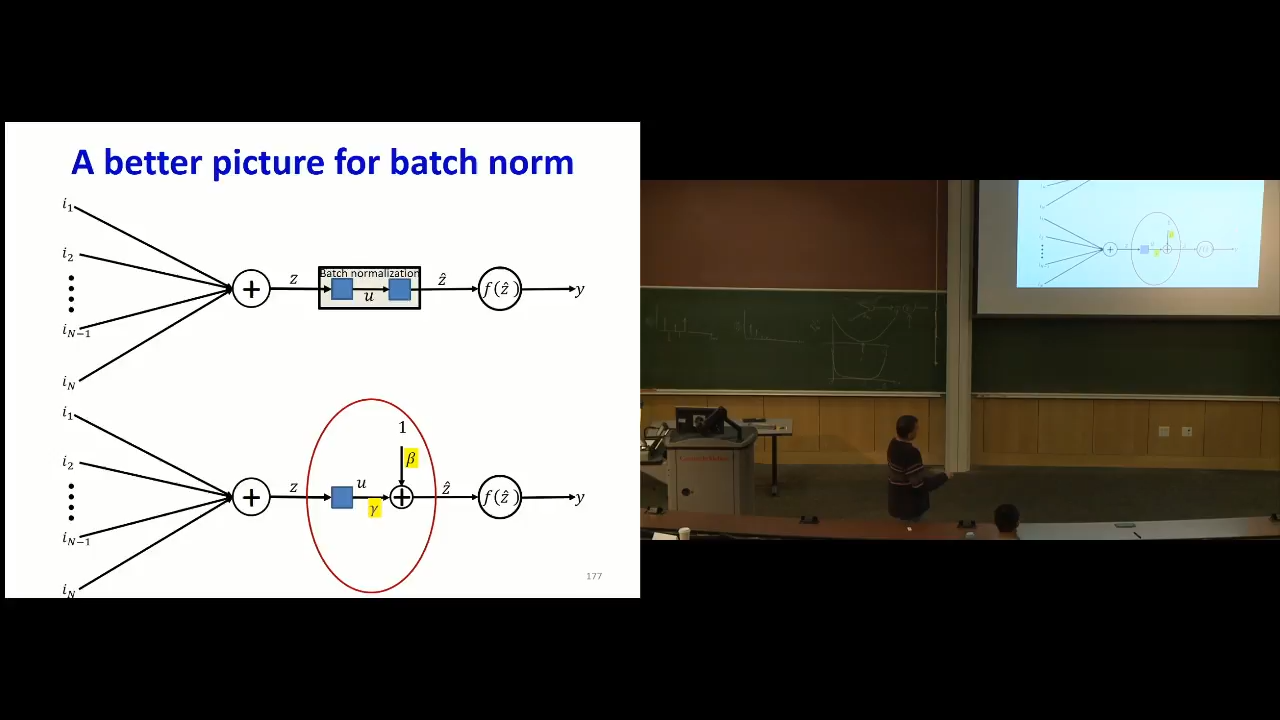 A better picture for batch norm
i₁
i₂
i_{N−1}
i_N
+
z
Batch normalization
u
ẑ
f(ẑ)
y
i₁
i₂
i_{N−1}
i_N
+
z
u
γ
1
β
+
ẑ
f(ẑ)
y
177